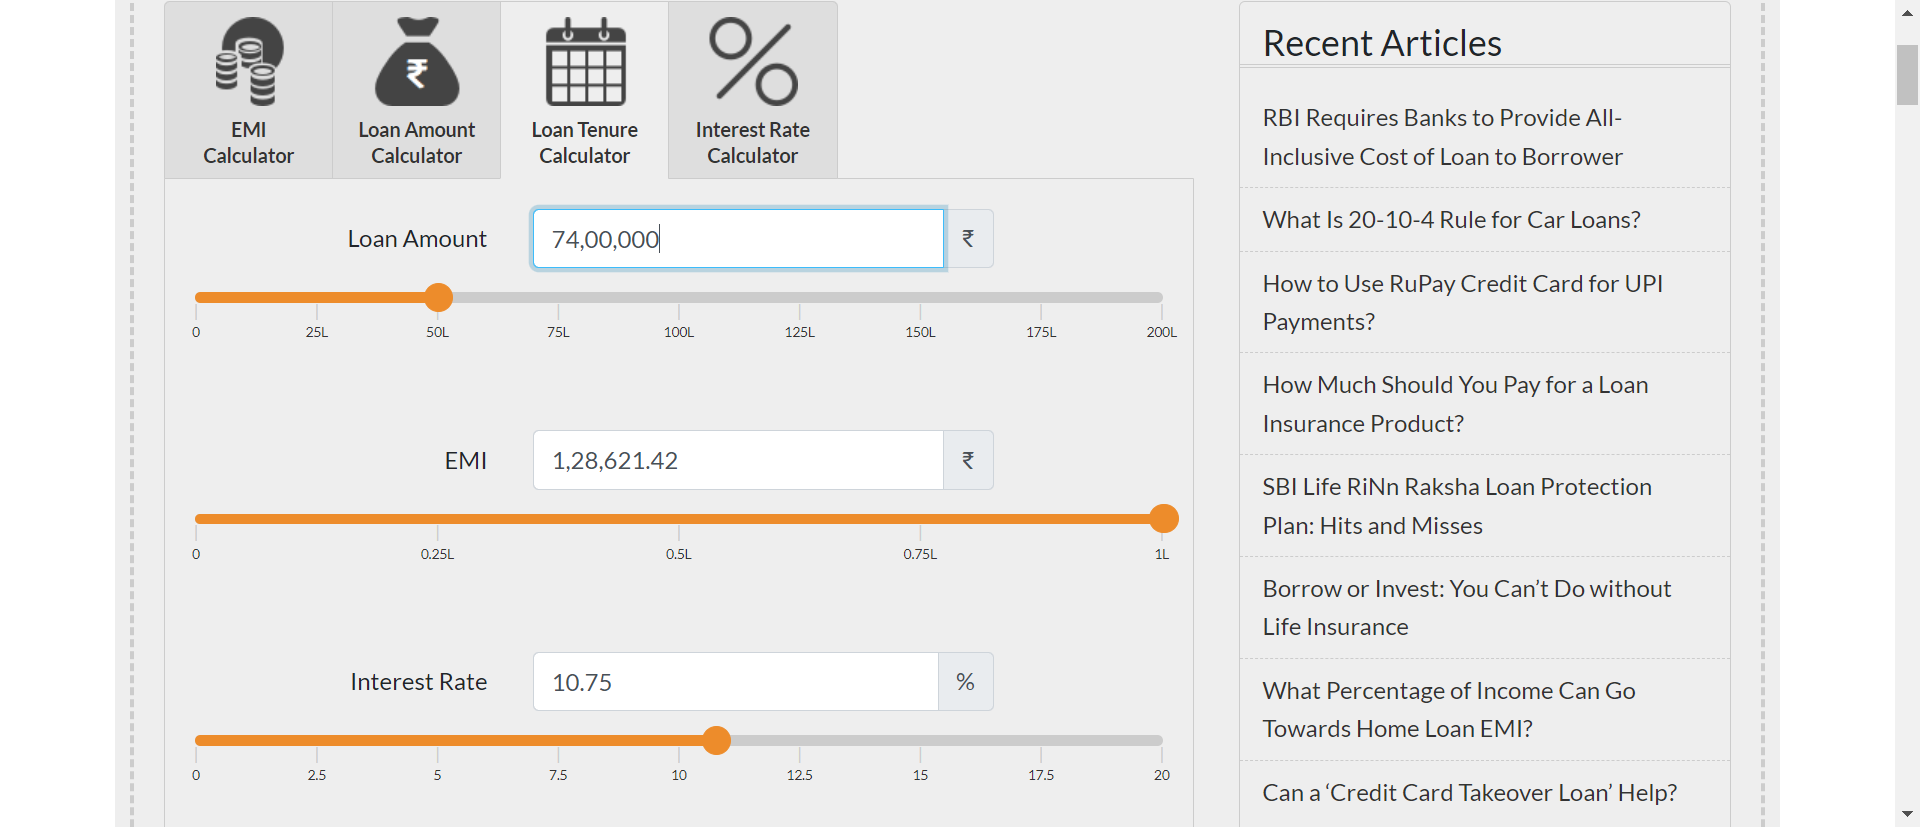 EMI
Calculator
Loan Amount
Calculator
Loan Tenure
Calculator
Interest Rate
Calculator
Loan Amount
74,00,000
₹
0
25L
50L
75L
100L
125L
150L
175L
200L
EMI
1,28,621.42
₹
0
0.25L
0.5L
0.75L
1L
Interest Rate
10.75
%
0
2.5
5
7.5
10
12.5
15
17.5
20
Recent Articles
RBI Requires Banks to Provide All-
Inclusive Cost of Loan to Borrower
What Is 20-10-4 Rule for Car Loans?
How to Use RuPay Credit Card for UPI
Payments?
How Much Should You Pay for a Loan
Insurance Product?
SBI Life RiNn Raksha Loan Protection
Plan: Hits and Misses
Borrow or Invest: You Can’t Do without
Life Insurance
What Percentage of Income Can Go
Towards Home Loan EMI?
Can a ‘Credit Card Takeover Loan’ Help?